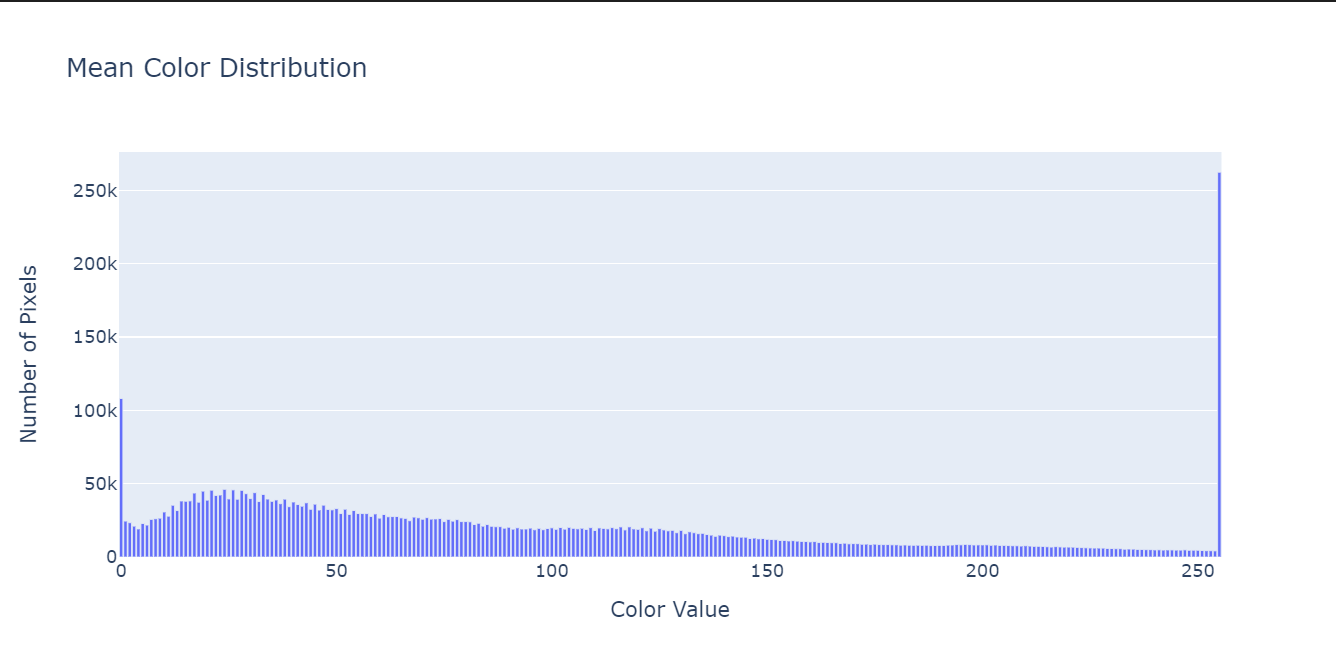 Mean Color Distribution
250k
200k
150k
100k
50k
0
0 50 100 150 200 250
Number of Pixels
Color Value